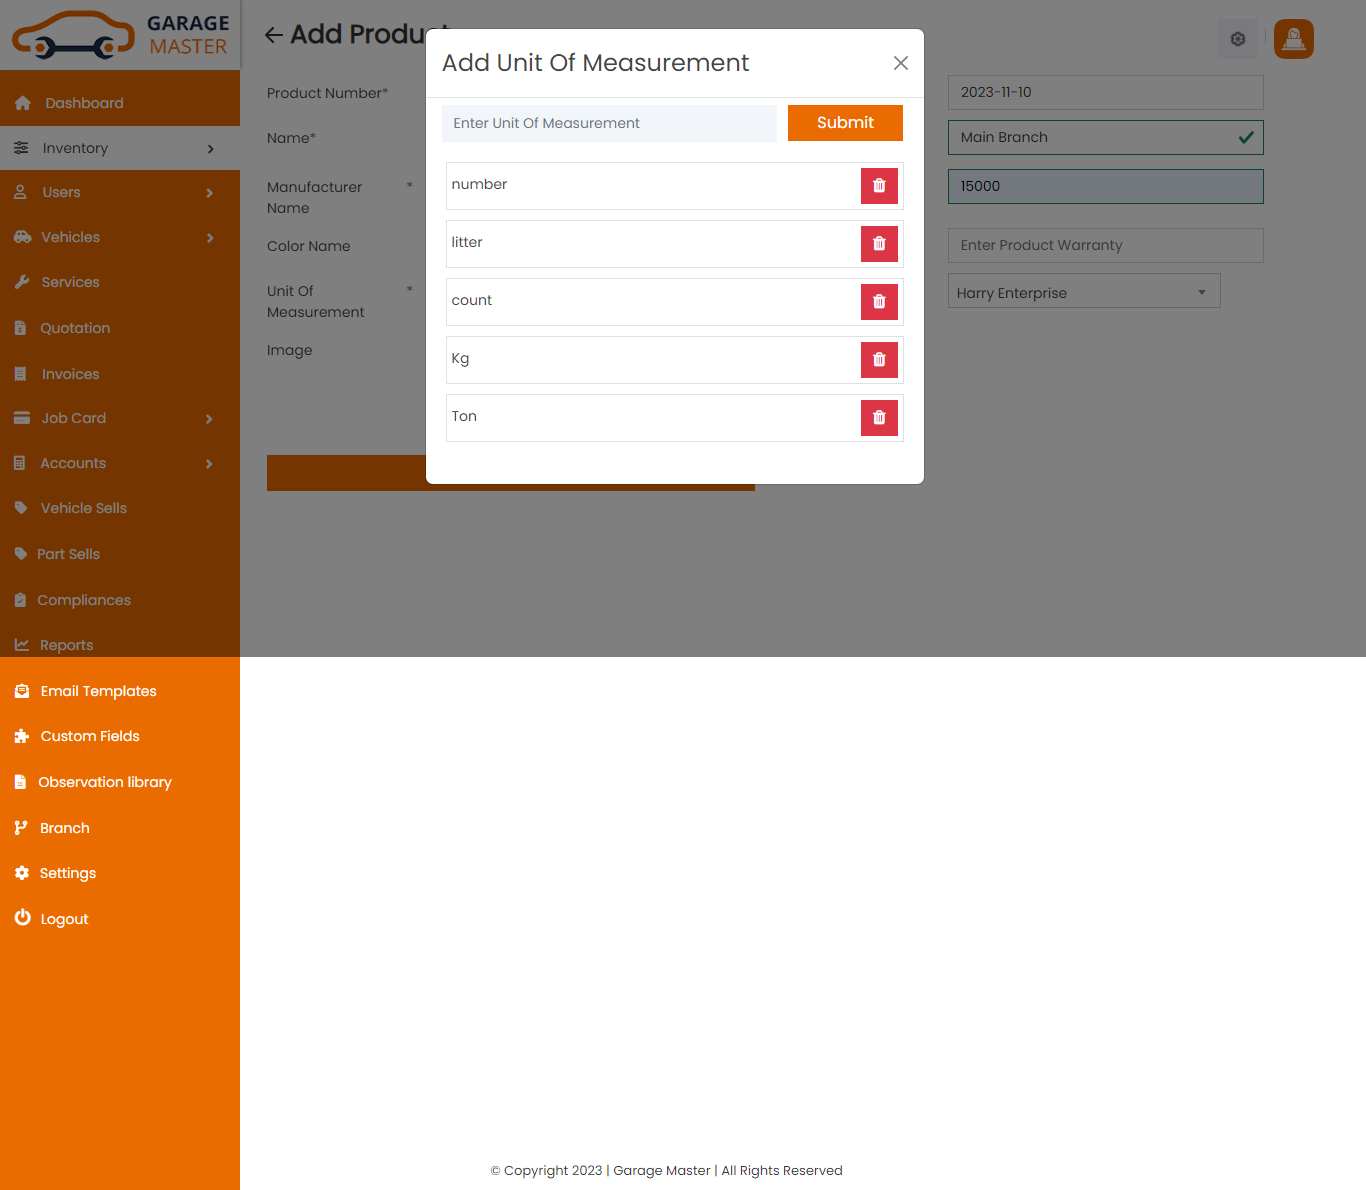 GARAGE
MASTER
Dashboard
Inventory
Users
Vehicles
Services
Quotation
Invoices
Job Card
Accounts
Vehicle Sells
Part Sells
Compliances
Reports
Email Templates
Custom Fields
Observation library
Branch
Settings
Logout
Add Product
Product Number*
Name*
Manufacturer *
Name
Color Name
Unit Of *
Measurement
Image
Add Unit Of Measurement
Enter Unit Of Measurement
Submit
number
litter
count
Kg
Ton
2023-11-10
Main Branch
15000
Enter Product Warranty
Harry Enterprise
© Copyright 2023 | Garage Master | All Rights Reserved